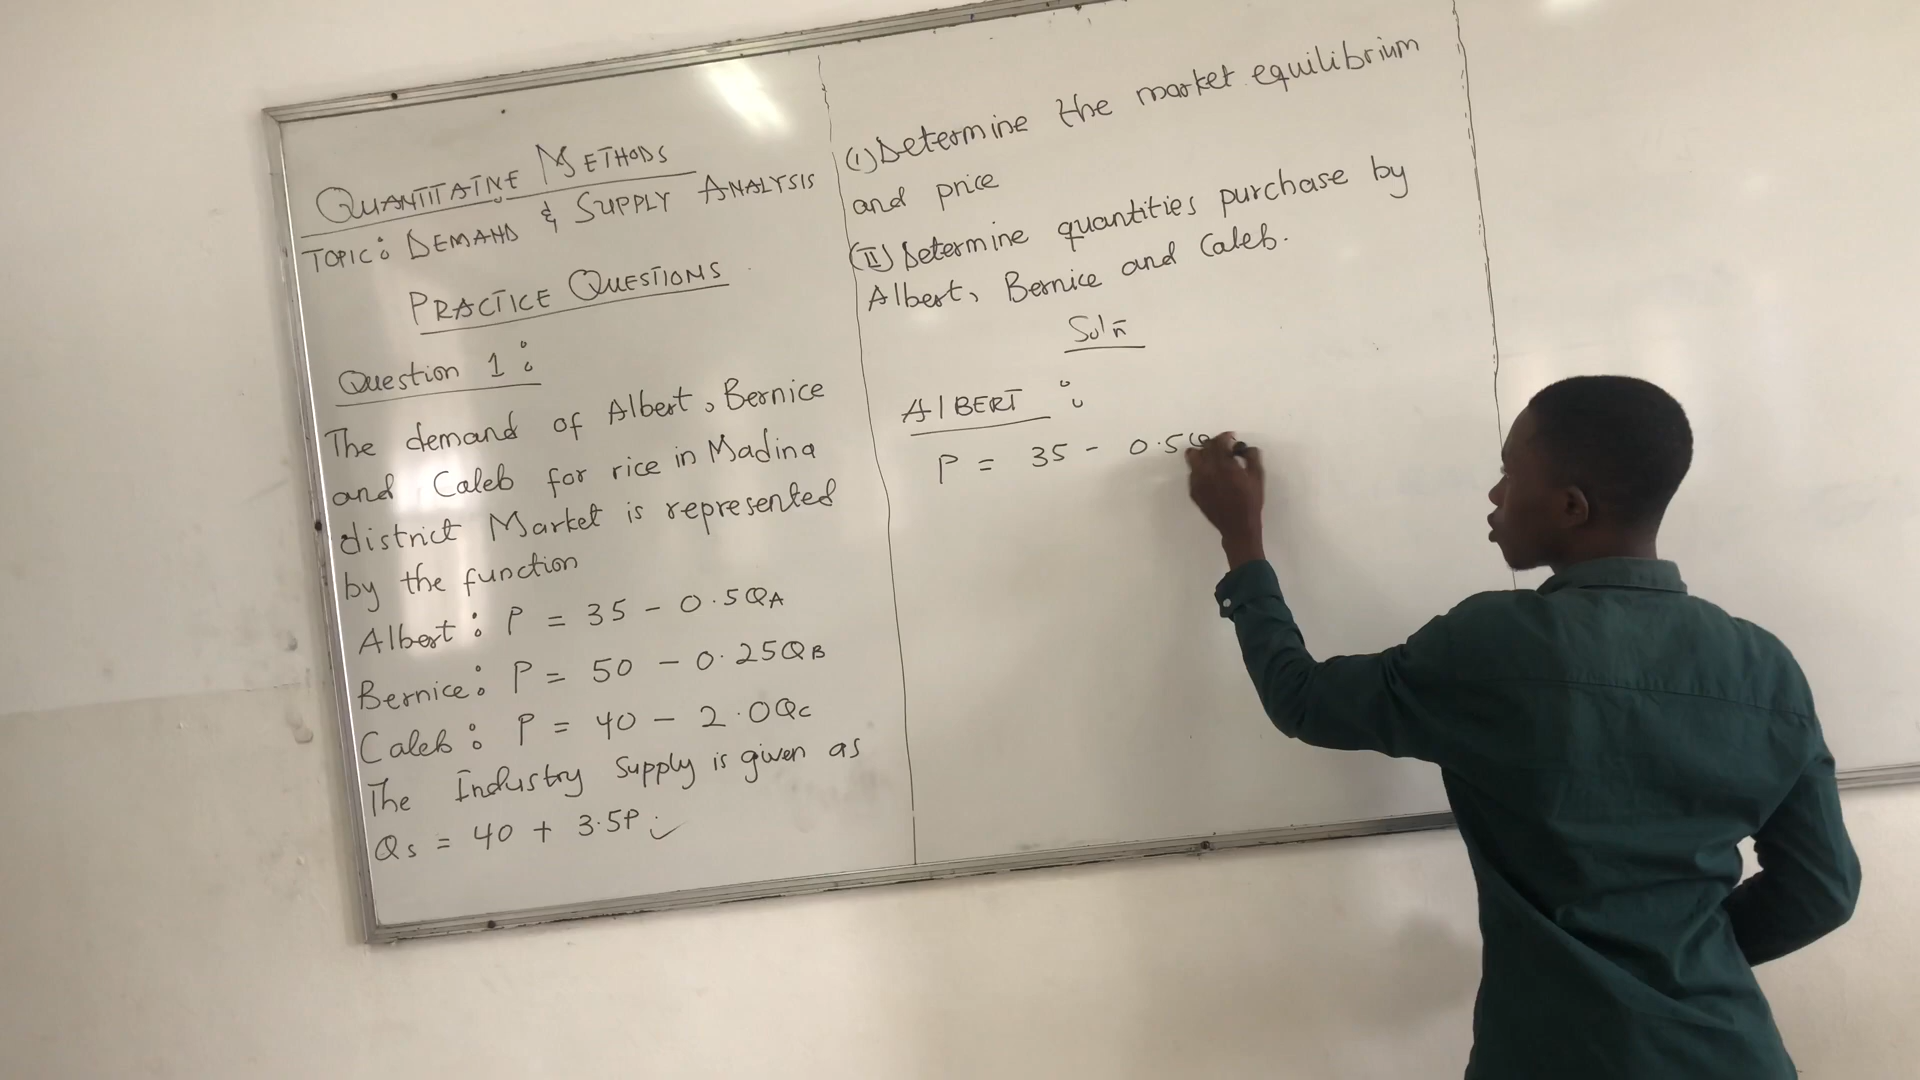 QUANTITATIVE METHODS
TOPIC: DEMAND & SUPPLY ANALYSIS
PRACTICE QUESTIONS
Question 1:
The demand of Albert, Bernice
and Caleb for rice in Madina
district Market is represented
by the function
Albert: P = 35 - 0.5QA
Bernice: P = 50 - 0.25QB
Caleb: P = 40 - 2.0QC
The Industry Supply is given as
Qs = 40 + 3.5P
(I) Determine the market equilibrium
and price
(II) Determine quantities purchase by
Albert, Bernice and Caleb.
Soln
ALBERT:
P = 35 - 0.5Q